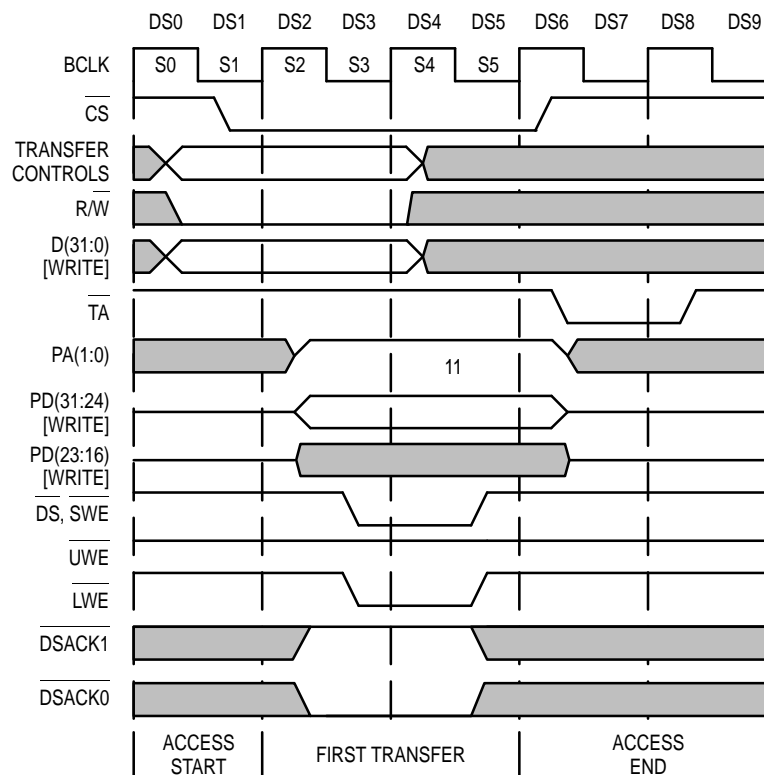 DS0 DS1 DS2 DS3 DS4 DS5 DS6 DS7 DS8 DS9
BCLK S0 S1 S2 S3 S4 S5
CS
TRANSFER
CONTROLS
R/W
D(31:0)
[WRITE]
TA
PA(1:0) 11
PD(31:24)
[WRITE]
PD(23:16)
[WRITE]
DS, SWE
UWE
LWE
DSACK1
DSACK0
ACCESS
START
FIRST TRANSFER
ACCESS
END